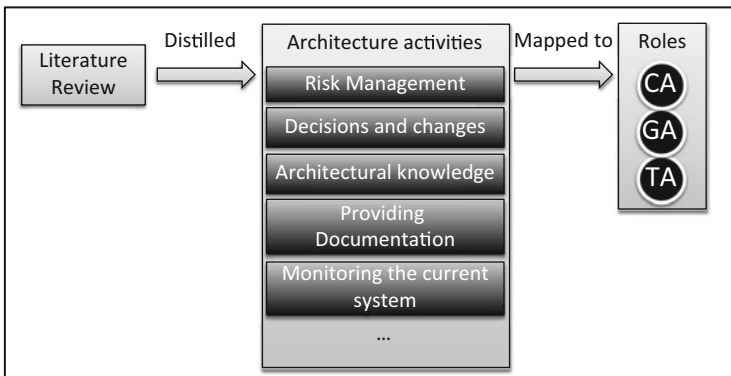 Literature
Review
Distilled
Architecture activities
Risk Management
Decisions and changes
Architectural knowledge
Providing
Documentation
Monitoring the current
system
...
Mapped to
Roles
CA
GA
TA